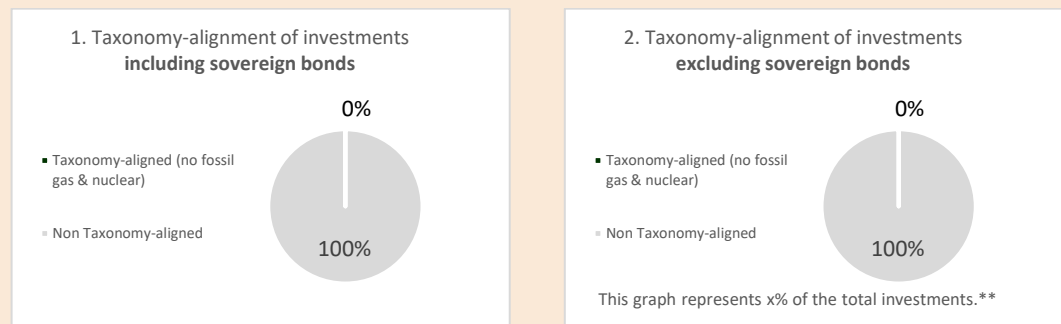 1. Taxonomy-alignment of investments
including sovereign bonds
0%
Taxonomy-aligned (no fossil
gas & nuclear)
Non Taxonomy-aligned
100%
2. Taxonomy-alignment of investments
excluding sovereign bonds
0%
Taxonomy-aligned (no fossil
gas & nuclear)
Non Taxonomy-aligned
100%
This graph represents x% of the total investments.**